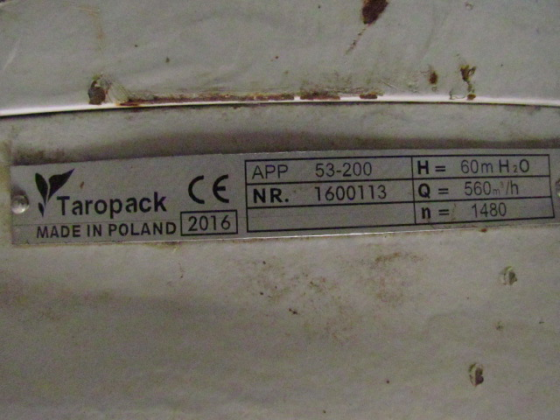 Taropack
CE
MADE IN POLAND
2016
APP 53-200
NR. 1600113
H = 60m H₂O
Q = 560m³/h
n = 1480